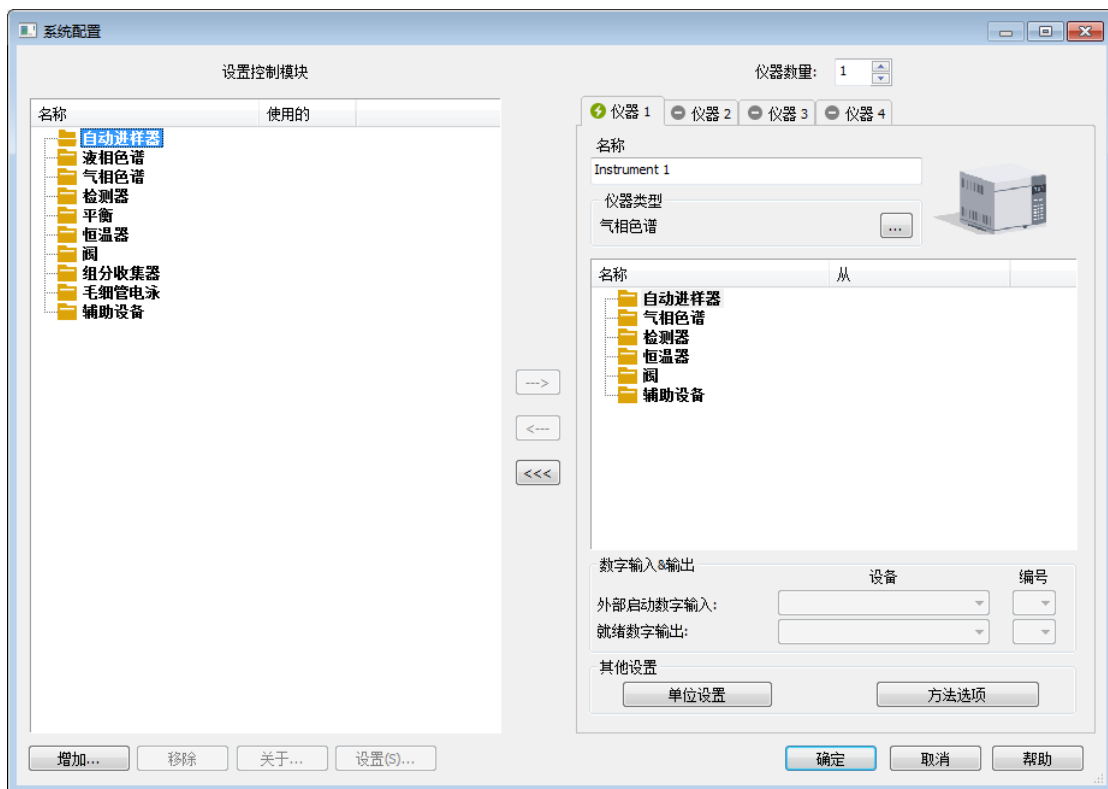 系统配置
设置控制模块
仪器数量: 1
名称 使用的
自动进样器
液相色谱
气相色谱
检测器
平衡
恒温器
阀
组分收集器
毛细管电泳
辅助设备
--->
<---
<<<
仪器 1 仪器 2 仪器 3 仪器 4
名称
Instrument 1
仪器类型
气相色谱 ...
名称 从
自动进样器
气相色谱
检测器
恒温器
阀
辅助设备
数字输入&输出
设备 编号
外部启动数字输入:
就绪数字输出:
其他设置
单位设置 方法选项
增加... 移除 关于... 设置(S)... 确定 取消 帮助